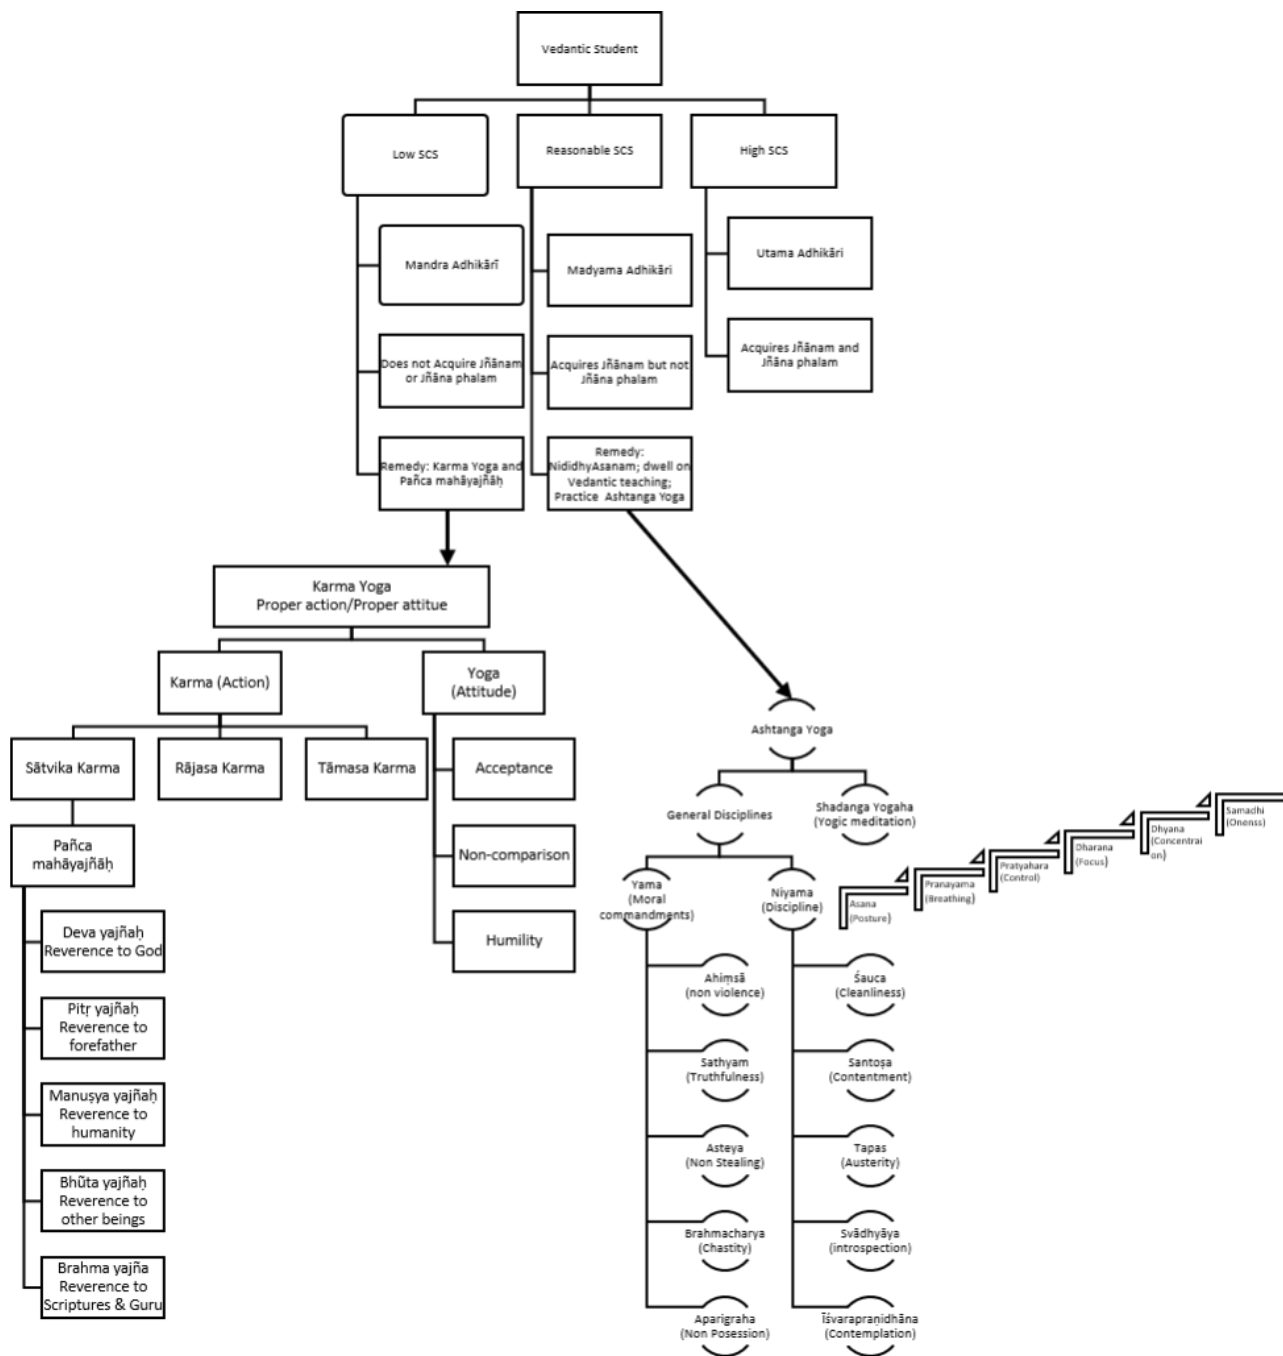 Vedantic Student
Low SCS
Reasonable SCS
High SCS
Mandra Adhikārī
Madyama Adhikāri
Utama Adhikāri
Does not Acquire Jñānam
or Jñāna phalam
Acquires Jñānam but not
Jñāna phalam
Acquires Jñānam and
Jñāna phalam
Remedy: Karma Yoga and
Pañca mahāyajñāḥ
Remedy:
NididhyAsanam; dwell on
Vedantic teaching;
Practice Ashtanga Yoga
Karma Yoga
Proper action/Proper attitue
Karma (Action)
Yoga
(Attitude)
Sātvika Karma
Rājasa Karma
Tāmasa Karma
Pañca
mahāyajñāḥ
Deva yajñaḥ
Reverence to God
Pitṛ yajñaḥ
Reverence to
forefather
Manuṣya yajñaḥ
Reverence to
humanity
Bhūta yajñaḥ
Reverence to
other beings
Brahma yajña
Reverence to
Scriptures & Guru
Acceptance
Non-comparison
Humility
Ashtanga Yoga
General Disciplines
Shadanga Yogaha
(Yogic meditation)
Yama
(Moral
commandments)
Niyama
(Discipline)
Ahiṃsā
(non violence)
Sathyam
(Truthfulness)
Asteya
(Non Stealing)
Brahmacharya
(Chastity)
Aparigraha
(Non Posession)
Śauca
(Cleanliness)
Santoṣa
(Contentment)
Tapas
(Austerity)
Svādhyāya
(introspection)
Īśvarapraṇidhāna
(Contemplation)
Asana
(Posture)
Pranayama
(Breathing)
Pratyahara
(Control)
Dharana
(Focus)
Dhyana
(Concentrai
on)
Samadhi
(Onenss)